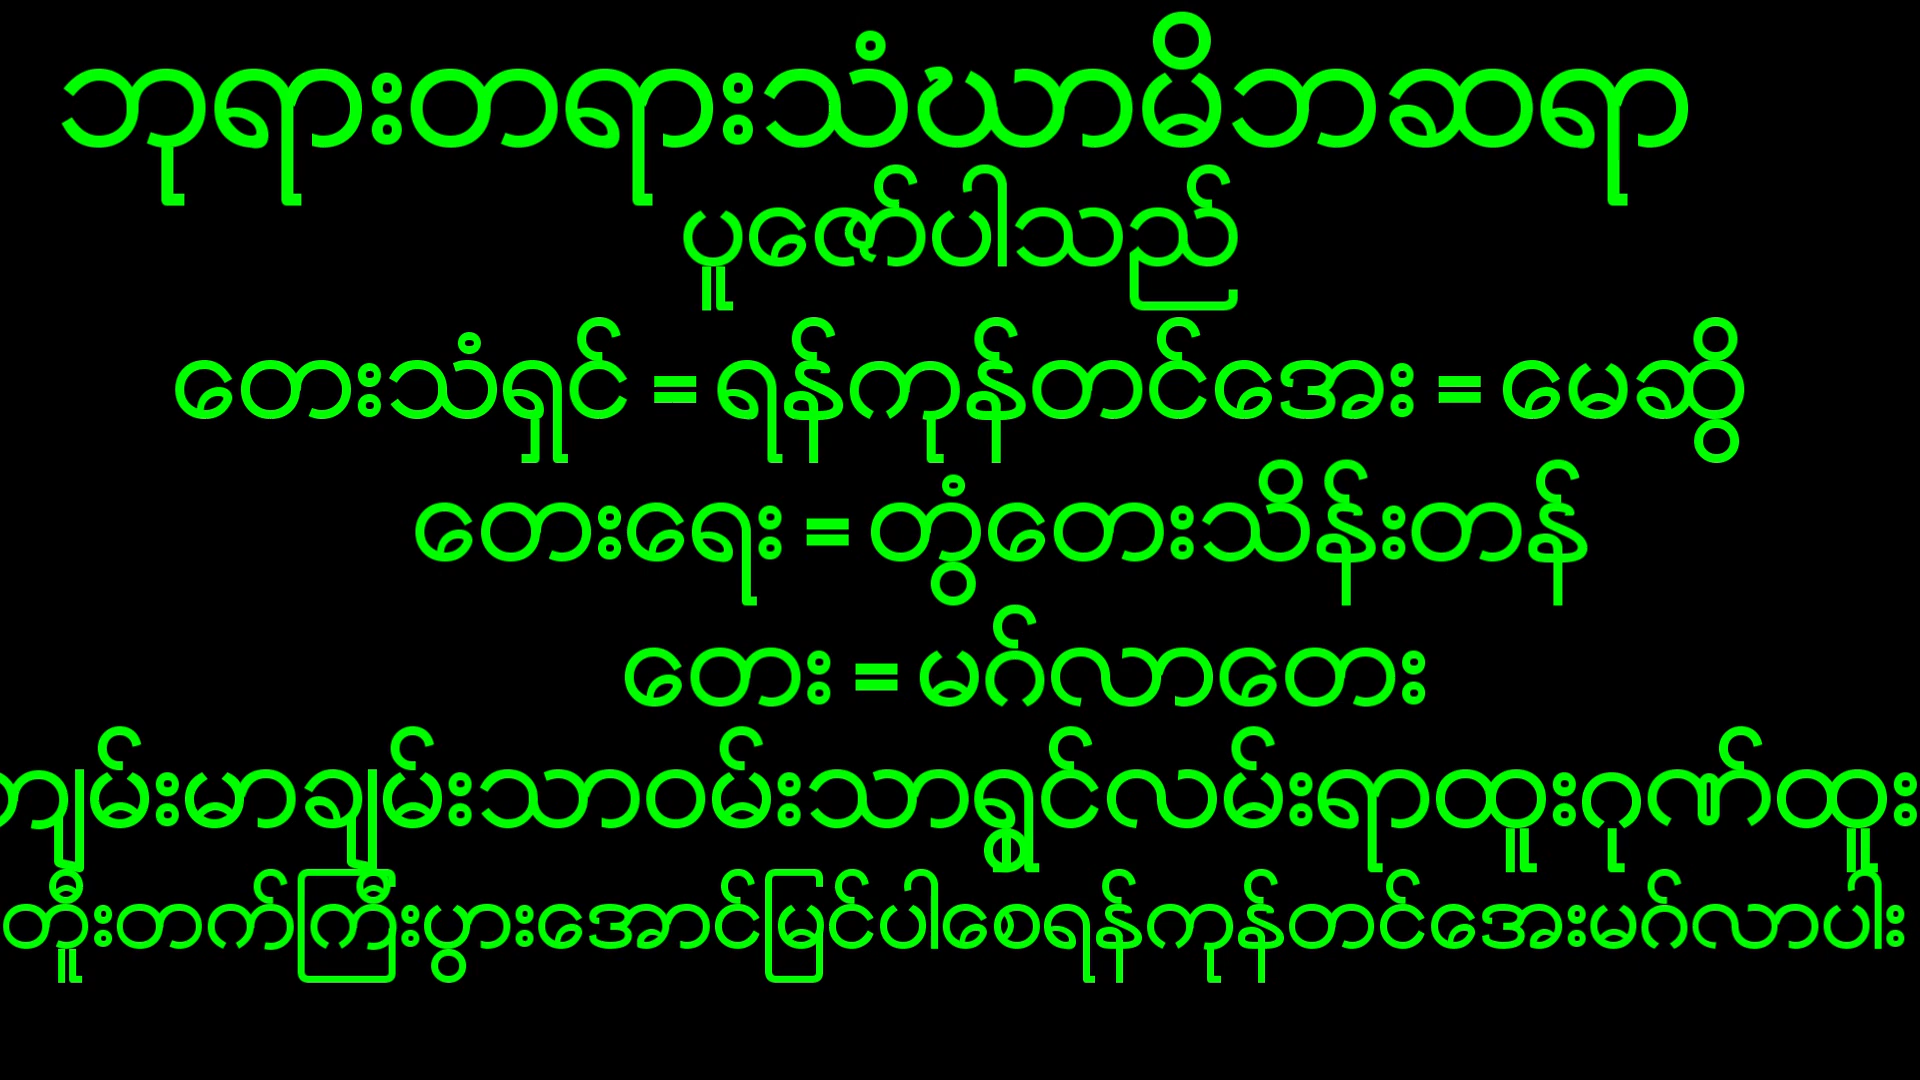 ဘုရားတရားသံဃာမိဘဆရာ
ပူဇော်ပါသည်
တေးသံရှင် = ရန်ကုန်တင်အေး = မေဆွိ
တေးရေး = တွံတေးသိန်းတန်
တေး = မင်္ဂလာတေး
ကျမ်းမာချမ်းသာဝမ်းသာရွှင်လမ်းရာထူးဂုဏ်ထူး
တိုးတက်ကြီးပွားအောင်မြင်ပါစေရန်ကုန်တင်အေးမင်္ဂလာပါး